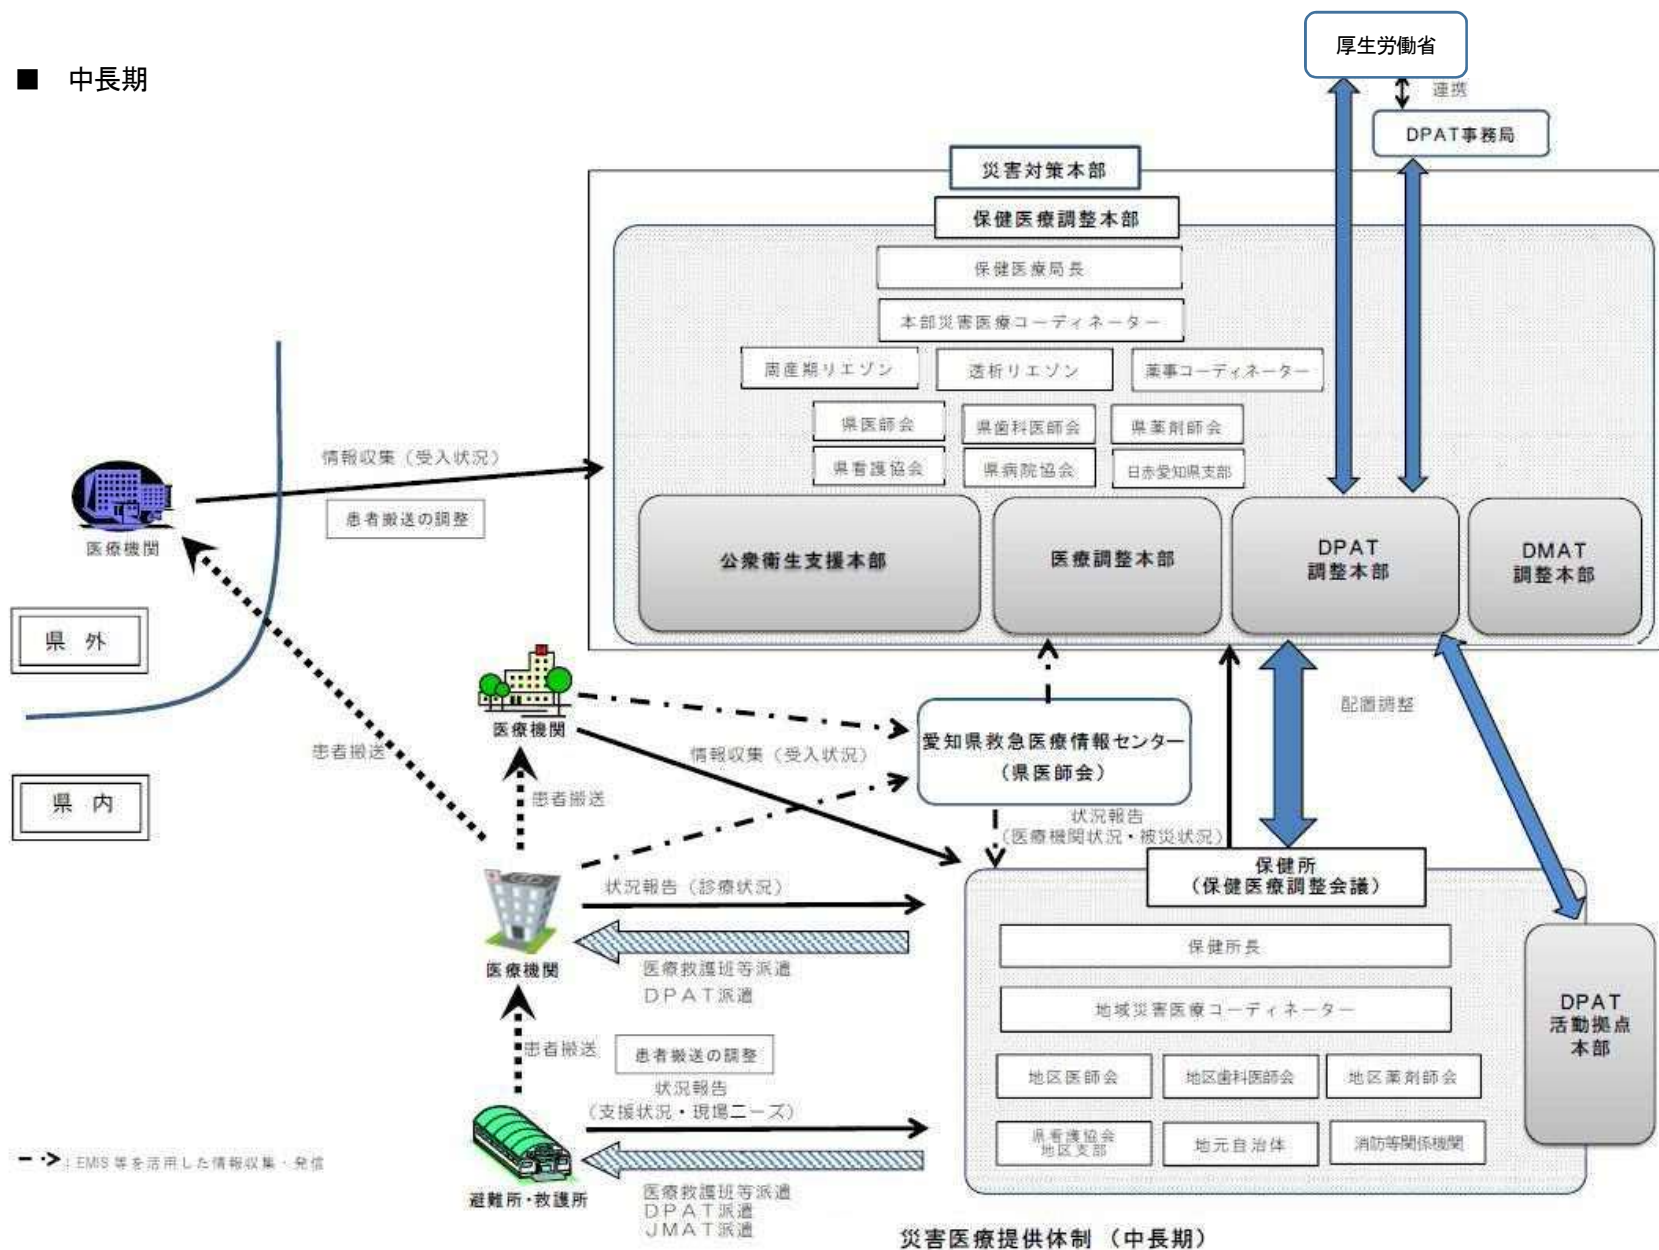 ■ 中長期
厚生労働省
連携
DPAT事務局
災害対策本部
保健医療調整本部
保健医療局長
本部災害医療コーディネーター
周産期リエゾン
透析リエゾン
薬事コーディネーター
県医師会
県歯科医師会
県薬剤師会
県看護協会
県病院協会
日赤愛知県支部
公衆衛生支援本部
医療調整本部
DPAT
調整本部
DMAT
調整本部
情報収集（受入状況）
患者搬送の調整
医療機関
県 外
県 内
患者搬送
医療機関
患者搬送
情報収集（受入状況）
愛知県救急医療情報センター
（県医師会）
配置調整
状況報告
（医療機関状況・被災状況）
保健所
（保健医療調整会議）
保健所長
地域災害医療コーディネーター
地区医師会
地区歯科医師会
地区薬剤師会
県看護協会
地区支部
地元自治体
消防等関係機関
DPAT
活動拠点
本部
状況報告（診療状況）
医療機関
医療救護班等派遣
DPAT派遣
患者搬送
患者搬送の調整
状況報告
（支援状況・現場ニーズ）
避難所・救護所
医療救護班等派遣
DPAT派遣
JMAT派遣
：EMIS 等を活用した情報収集・発信
災害医療提供体制（中長期）